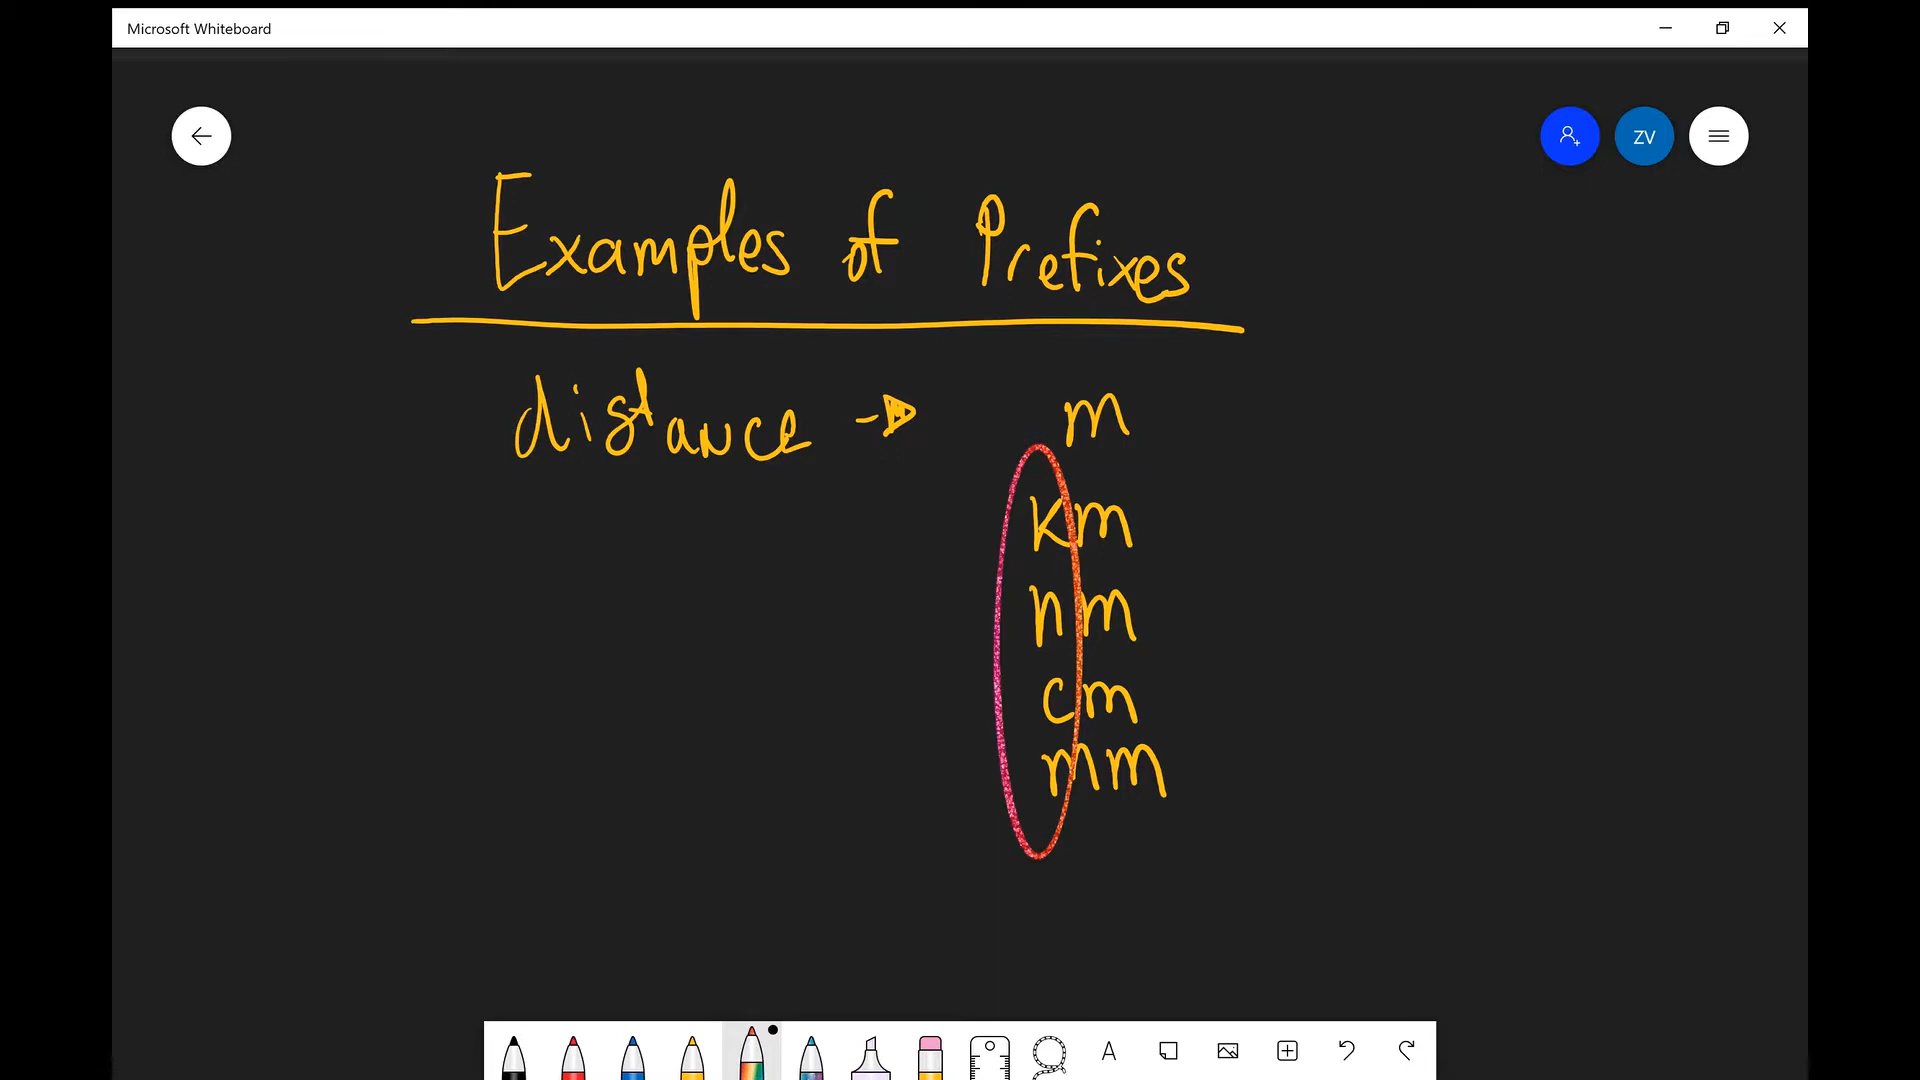 Microsoft Whiteboard
ZV
Examples of Prefixes
distance → m
km
nm
cm
mm
A